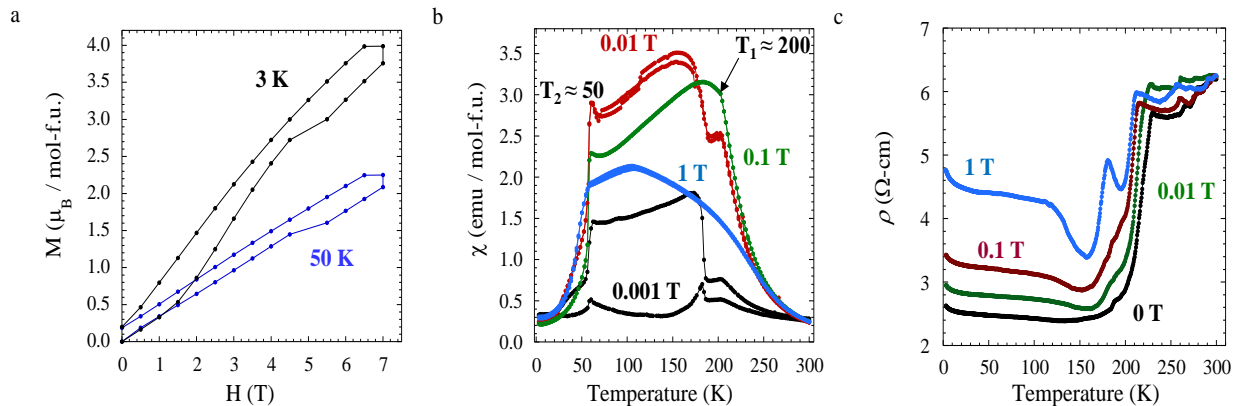 a
M (μB / mol-f.u.)
4.0
3.5
3.0
2.5
2.0
1.5
1.0
0.5
0.0
3 K
50 K
0 1 2 3 4 5 6 7
H (T)
b
χ (emu / mol-f.u.)
3.5
3.0
2.5
2.0
1.5
1.0
0.5
0.0
0.01 T
T1 ≈ 200
T2 ≈ 50
0.1 T
1 T
0.001 T
0 50 100 150 200 250 300
Temperature (K)
c
ρ (Ω-cm)
7
6
5
4
3
2
1 T
0.01 T
0.1 T
0 T
0 50 100 150 200 250 300
Temperature (K)